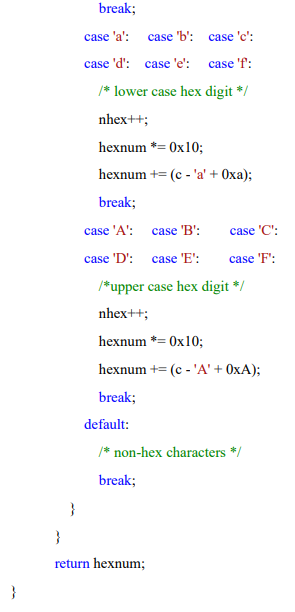 break;
case 'a': case 'b': case 'c':
case 'd': case 'e': case 'f':
/* lower case hex digit */
nhex++;
hexnum *= 0x10;
hexnum += (c - 'a' + 0xa);
break;
case 'A': case 'B': case 'C':
case 'D': case 'E': case 'F':
/*upper case hex digit */
nhex++;
hexnum *= 0x10;
hexnum += (c - 'A' + 0xA);
break;
default:
/* non-hex characters */
break;
}
}
return hexnum;
}